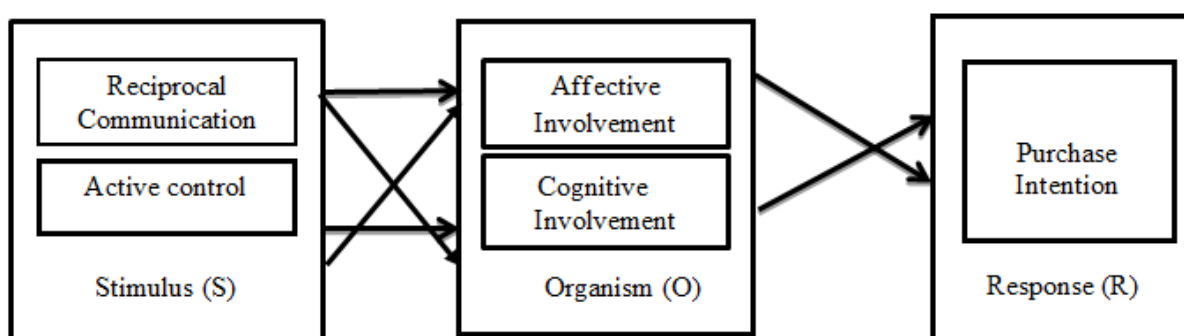 Reciprocal
Communication
Active control
Stimulus (S)
Affective
Involvement
Cognitive
Involvement
Organism (O)
Purchase
Intention
Response (R)